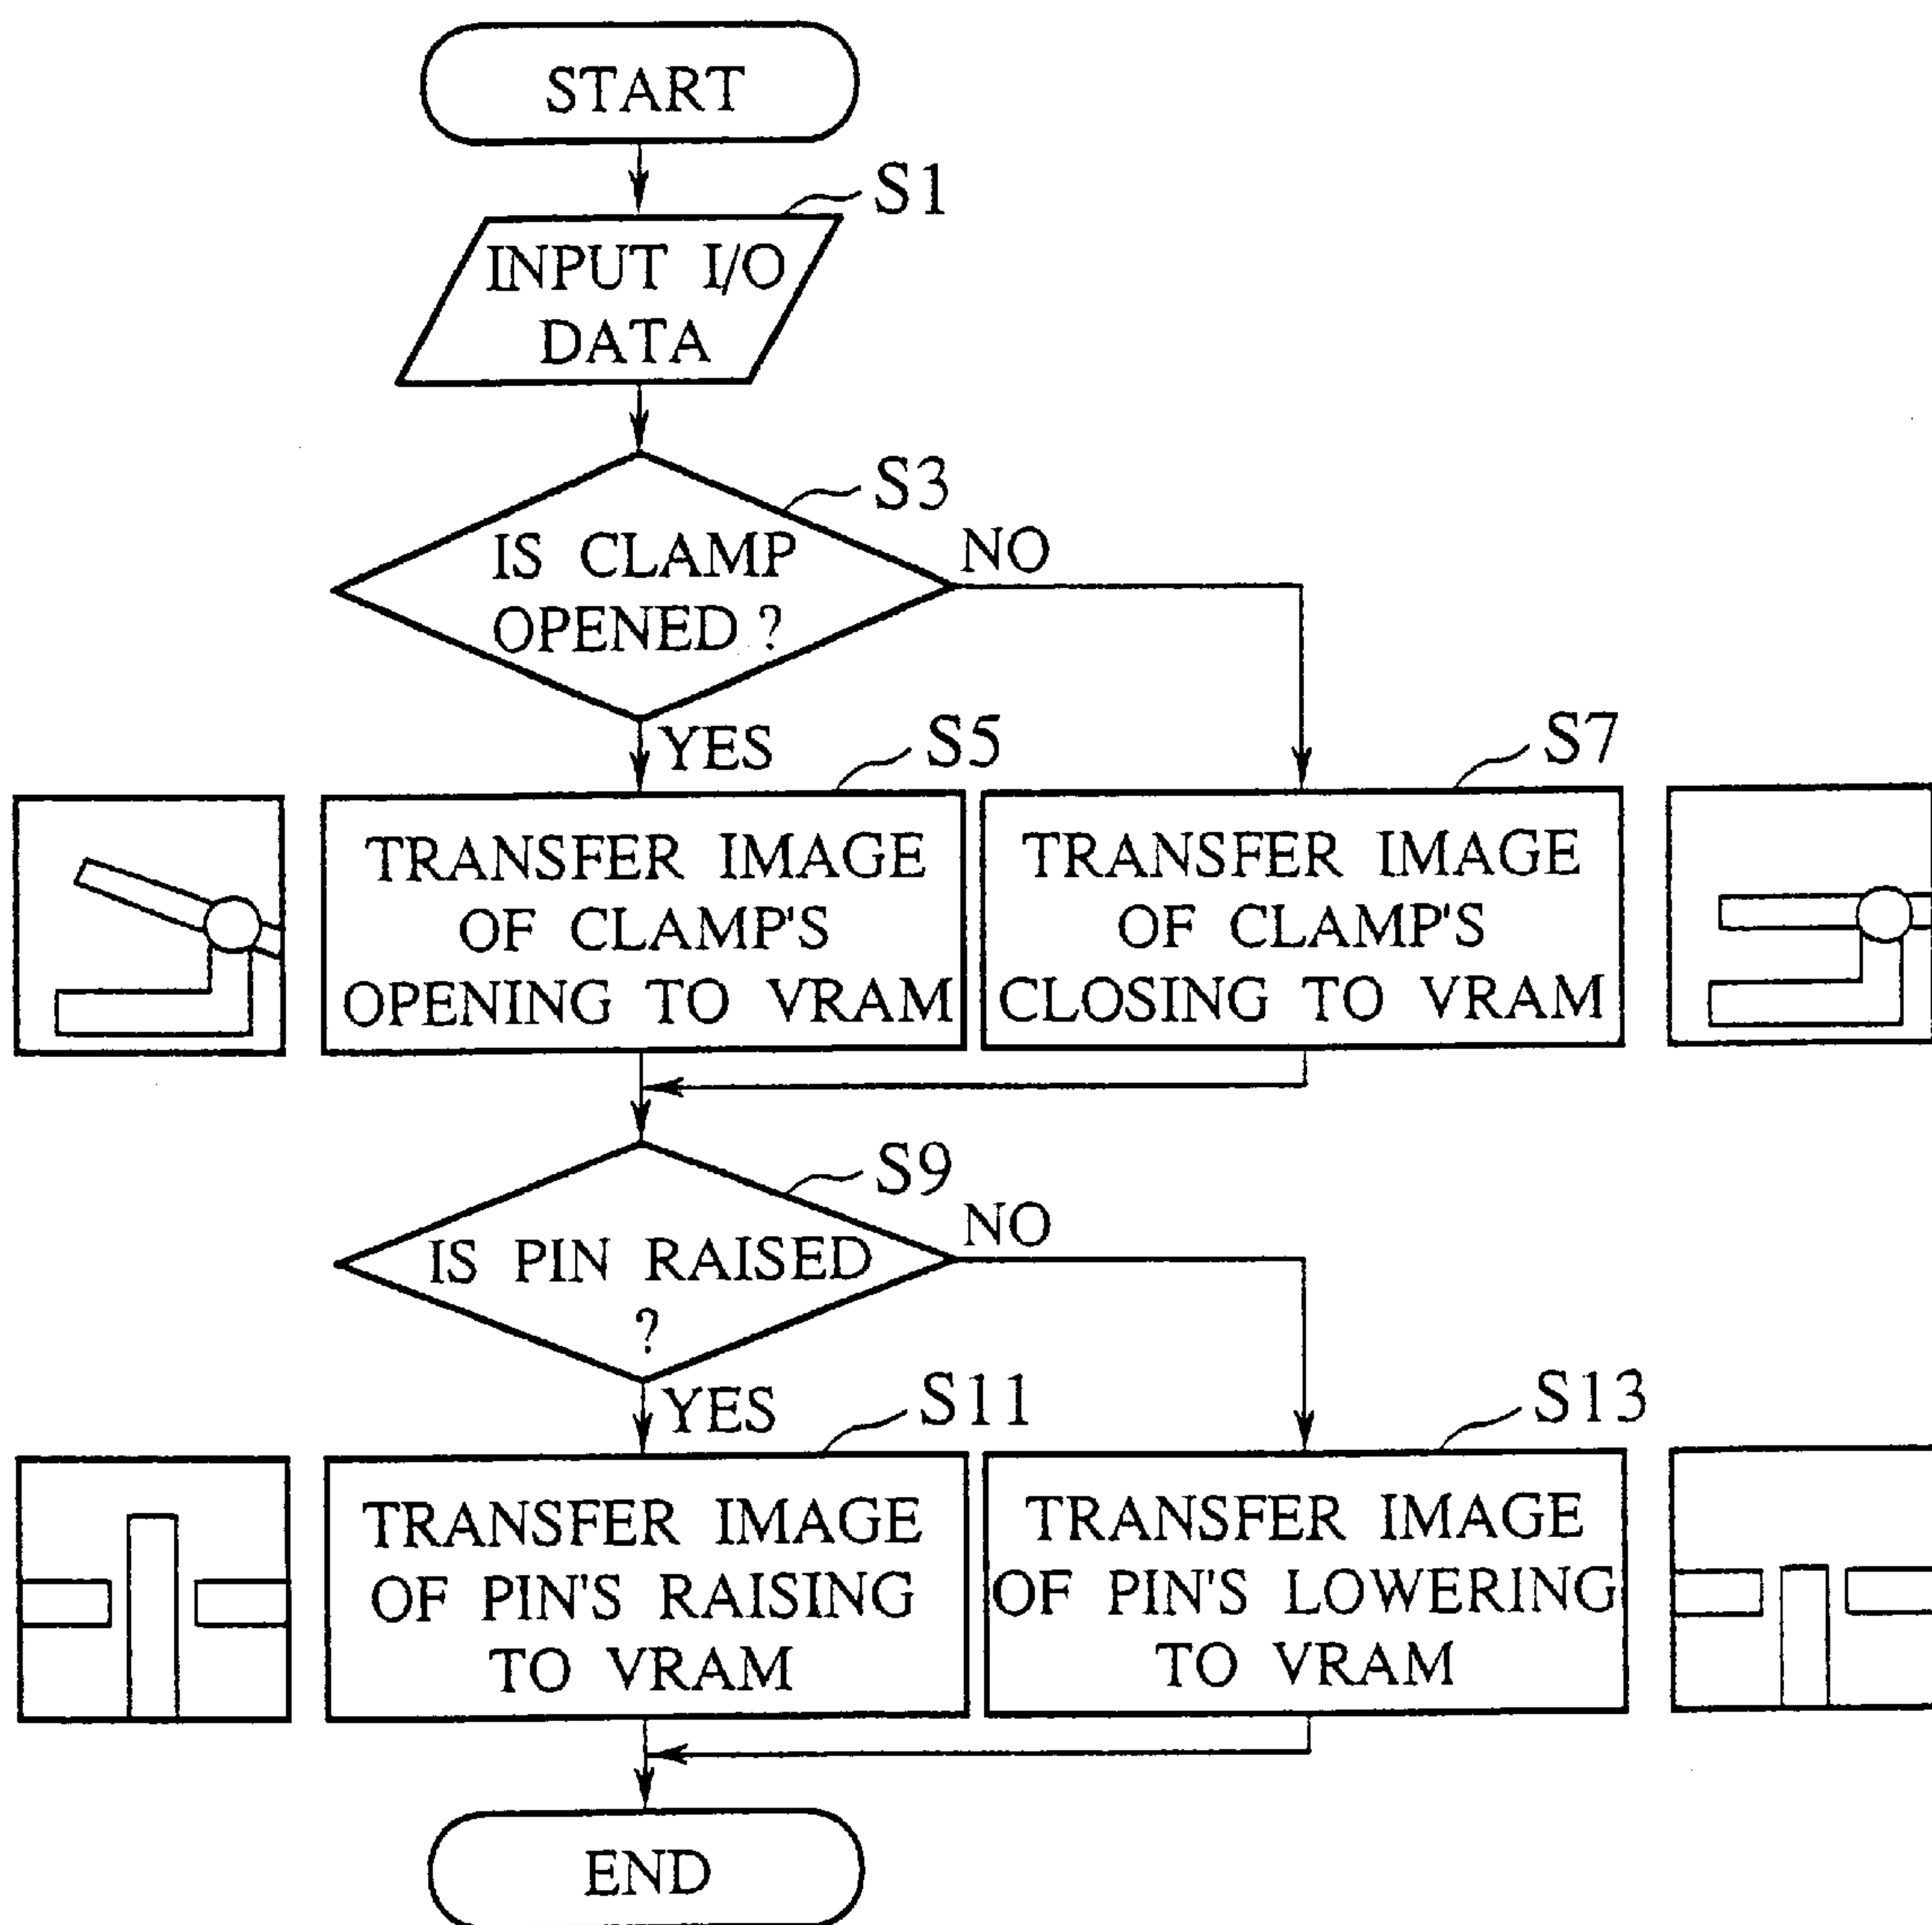 START
S1
INPUT I/O
DATA
S3
IS CLAMP
OPENED ?
NO
YES
S5
S7
TRANSFER IMAGE
OF CLAMP'S
OPENING TO VRAM
TRANSFER IMAGE
OF CLAMP'S
CLOSING TO VRAM
S9
IS PIN RAISED
?
NO
YES
S11
S13
TRANSFER IMAGE
OF PIN'S RAISING
TO VRAM
TRANSFER IMAGE
OF PIN'S LOWERING
TO VRAM
END